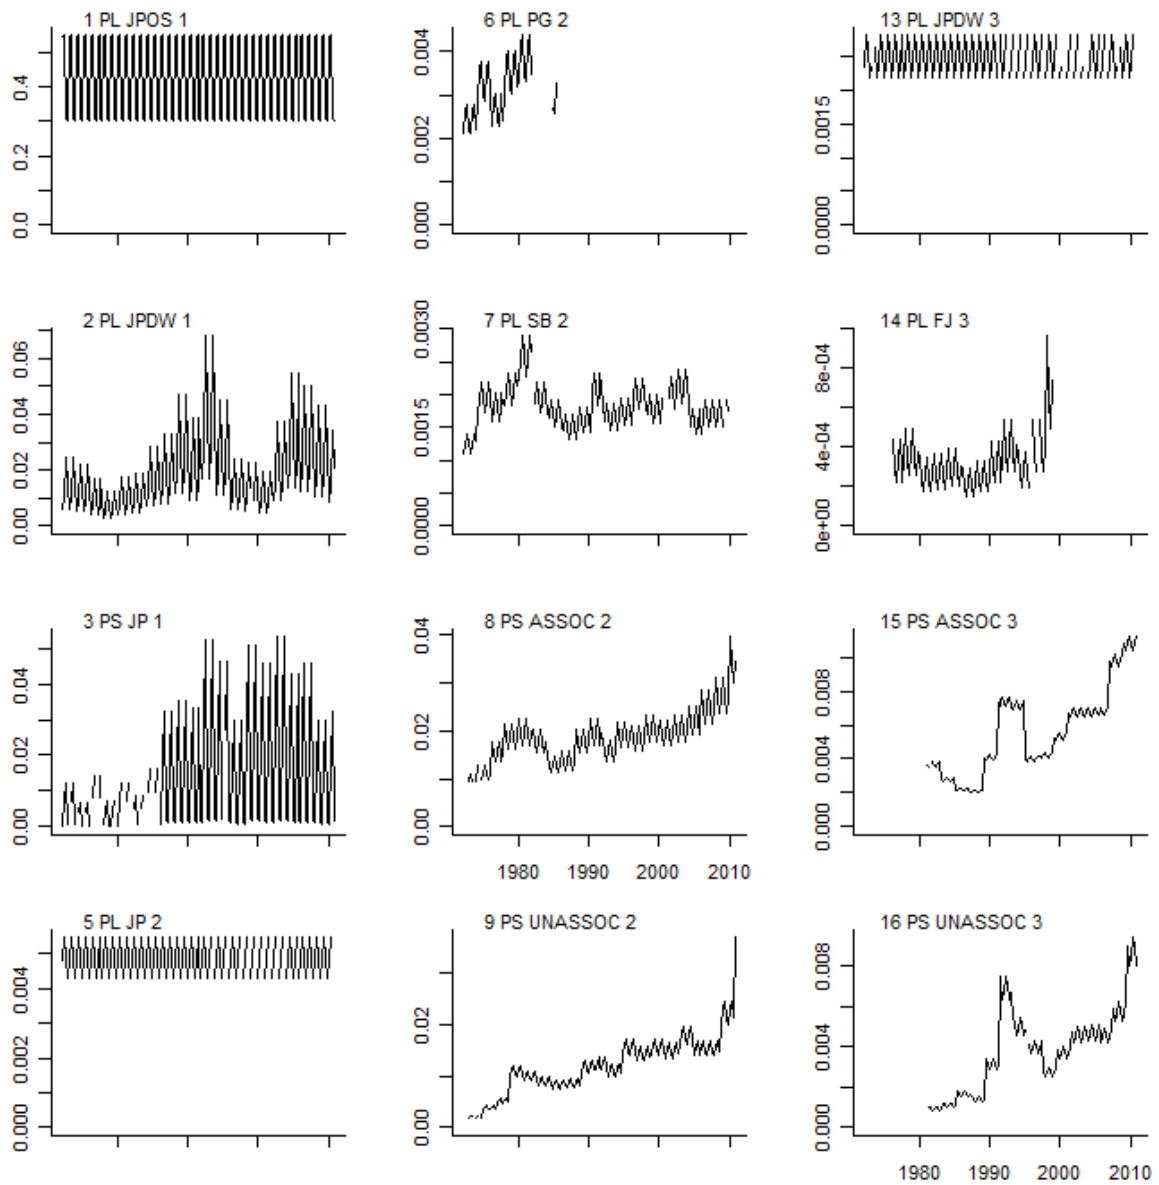 1 PL JPOS 1
0.0
0.2
0.4
6 PL PG 2
0.000
0.002
0.004
13 PL JPDW 3
0.0000
0.0015
2 PL JPDW 1
0.00
0.02
0.04
0.06
7 PL SB 2
0.0000
0.0015
0.0030
14 PL FJ 3
0e+00
4e-04
8e-04
3 PS JP 1
0.00
0.02
0.04
8 PS ASSOC 2
0.00
0.02
0.04
1980 1990 2000 2010
15 PS ASSOC 3
0.000
0.004
0.008
5 PL JP 2
0.000
0.002
0.004
9 PS UNASSOC 2
0.00
0.02
16 PS UNASSOC 3
0.000
0.004
0.008
1980 1990 2000 2010